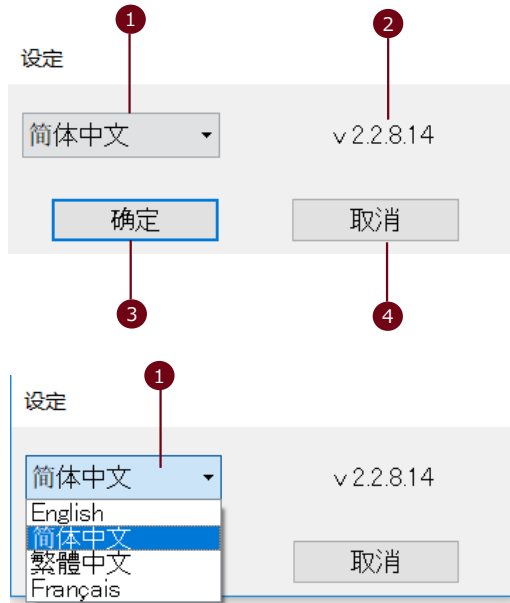 1 2
设定
简体中文 v 2.2.8.14
确定 取消
3 4
1
设定
简体中文 v 2.2.8.14
English
简体中文
繁體中文 取消
Français